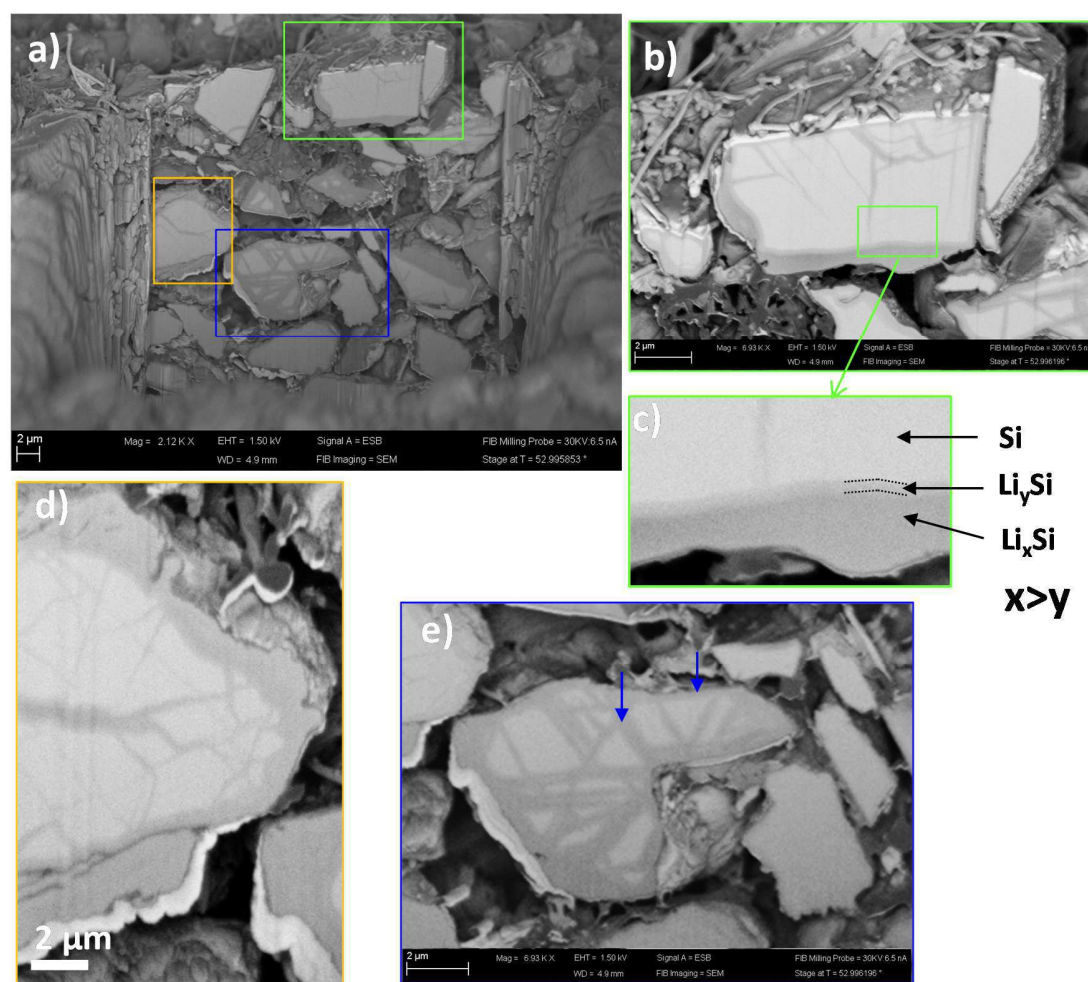 a)
2 µm
Mag = 2.12 K X
EHT = 1.50 kV
Signal A = ESB
FIB Milling Probe = 30KV:6.5 nA
WD = 4.9 mm
FIB Imaging = SEM
Stage at T = 52.995853 °
b)
2 µm
Mag = 6.93 K X
EHT = 1.50 kV
Signal A = ESB
FIB Milling Probe = 30KV:6.5 n
WD = 4.9 mm
FIB Imaging = SEM
Stage at T = 52.996196 °
c)
Si
LiySi
LixSi
x>y
d)
2 µm
e)
2 µm
Mag = 6.93 K X
EHT = 1.50 kV
Signal A = ESB
FIB Milling Probe = 30KV:6.5 nA
WD = 4.9 mm
FIB Imaging = SEM
Stage at T = 52.996196 °